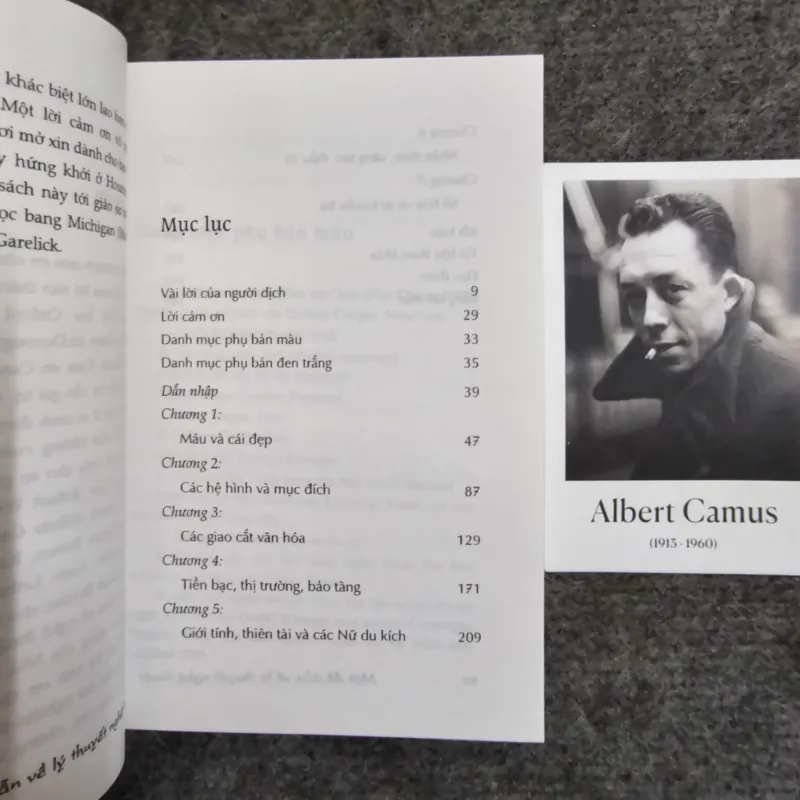 khác biệt lớn lao
Một lời cảm ơn
mở xin dành cho
hứng khởi ở
sách này tới giáo sư
bang Michigan
Garelick.
về lý thuyết nghệ
Mục lục
Vài lời của người dịch 9
Lời cảm ơn 29
Danh mục phụ bản màu 33
Danh mục phụ bản đen trắng 35
Dẫn nhập 39
Chương 1:
Máu và cái đẹp 47
Chương 2:
Các hệ hình và mục đích 87
Chương 3:
Các giao cắt văn hóa 129
Chương 4:
Tiền bạc, thị trường, bảo tàng 171
Chương 5:
Giới tính, thiên tài và các Nữ du kích 209
Albert Camus
(1913 - 1960)